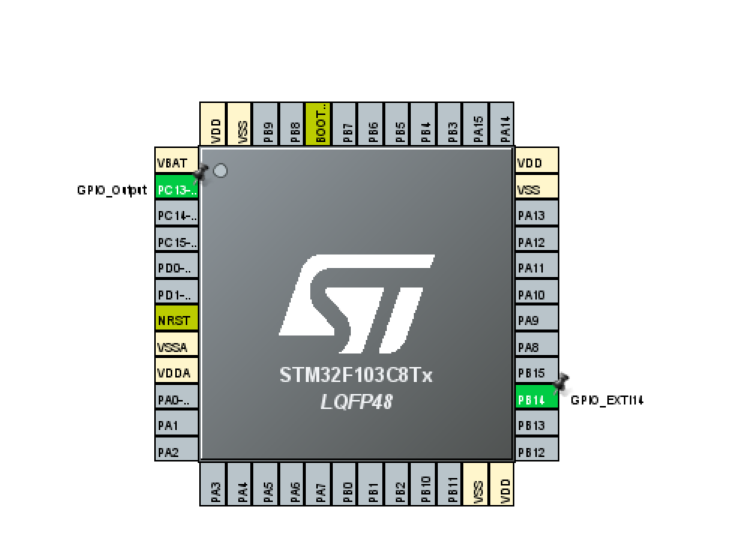 VDD
VSS
PB9
PB8
BOOT..
PB7
PB6
PB5
PB4
PB3
PA15
PA14
VBAT
GPIO_Output PC13-..
PC14-..
PC15-..
PD0-..
PD1-..
NRST
VSSA
VDDA
PA0-..
PA1
PA2
ST
STM32F103C8Tx
LQFP48
VDD
VSS
PA13
PA12
PA11
PA10
PA9
PA8
PB15
PB14 GPIO_EXTI14
PB13
PB12
PA3
PA4
PA5
PA6
PA7
PB0
PB1
PB2
PB10
PB11
VSS
VDD